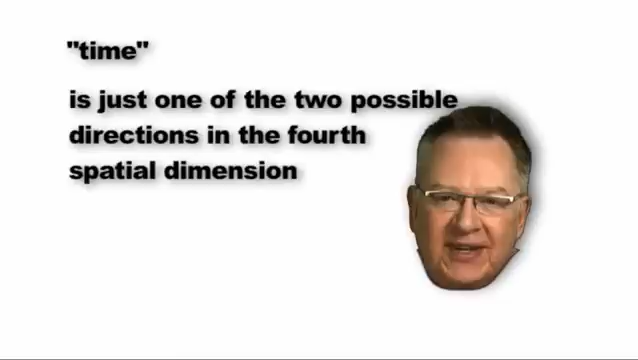 "time"
is just one of the two possible
directions in the fourth
spatial dimension